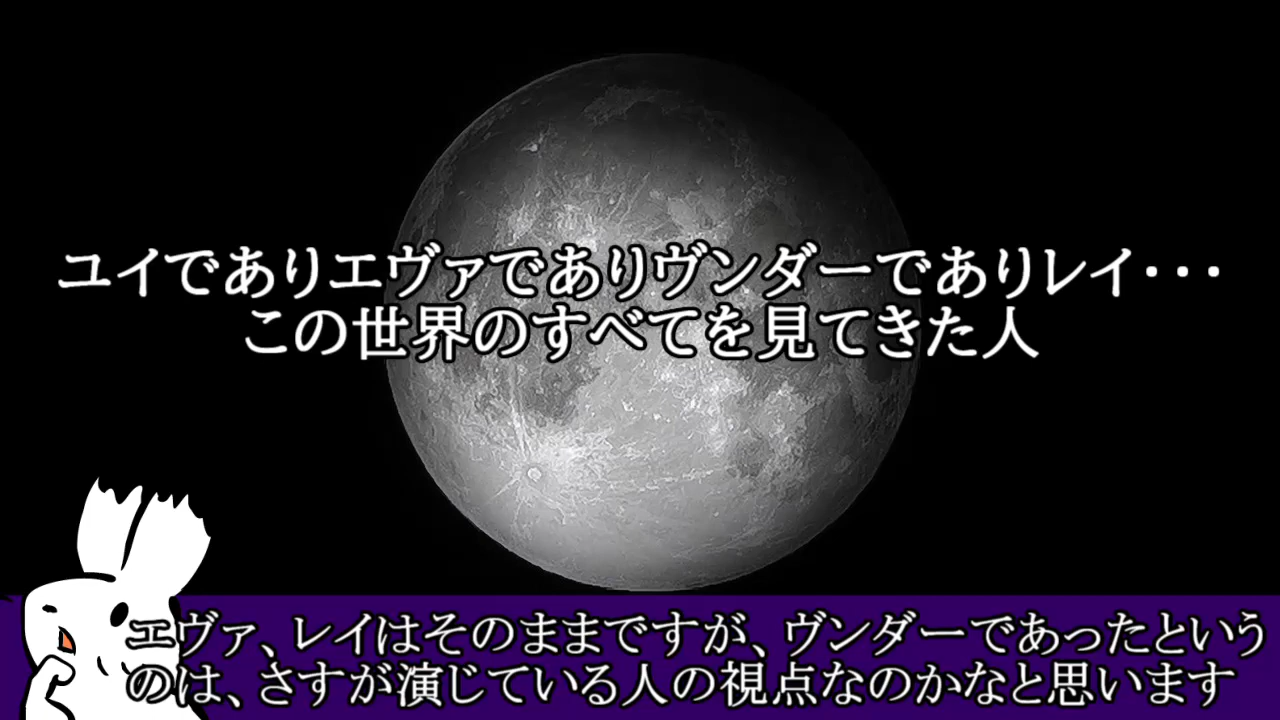 ユイでありエヴァでありヴンダーでありレイ･･･
この世界のすべてを見てきた人
エヴァ、レイはそのままですが、ヴンダーであったという
のは、さすが演じている人の視点なのかなと思います